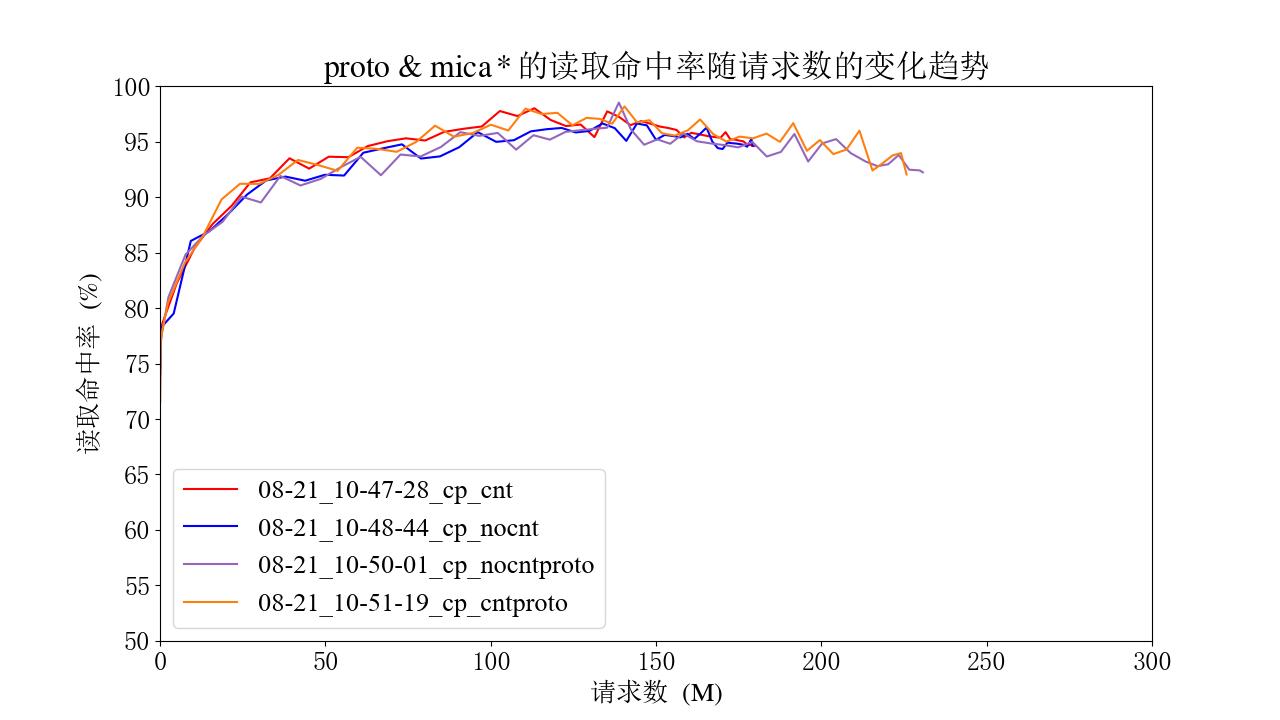 proto & mica * 的读取命中率随请求数的变化趋势
读取命中率 (%)
100
95
90
85
80
75
70
65
60
55
50
08-21_10-47-28_cp_cnt
08-21_10-48-44_cp_nocnt
08-21_10-50-01_cp_nocntproto
08-21_10-51-19_cp_cntproto
0 50 100 150 200 250 300
请求数 (M)